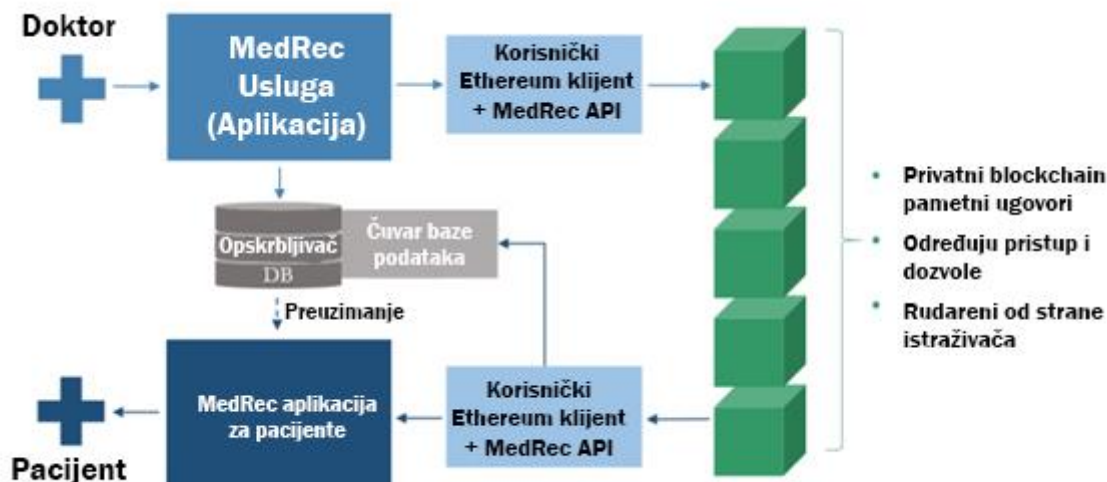 Doktor
MedRec
Usluga
(Aplikacija)
Korisnički
Ethereum klijent
+ MedRec API
Opskrbljivač
DB
Čuvar baze
podataka
Preuzimanje
Privatni blockchain
pametni ugovori
Određuju pristup i
dozvole
Rudareni od strane
istraživača
MedRec aplikacija
za pacijente
Korisnički
Ethereum klijent
+ MedRec API
Pacijent